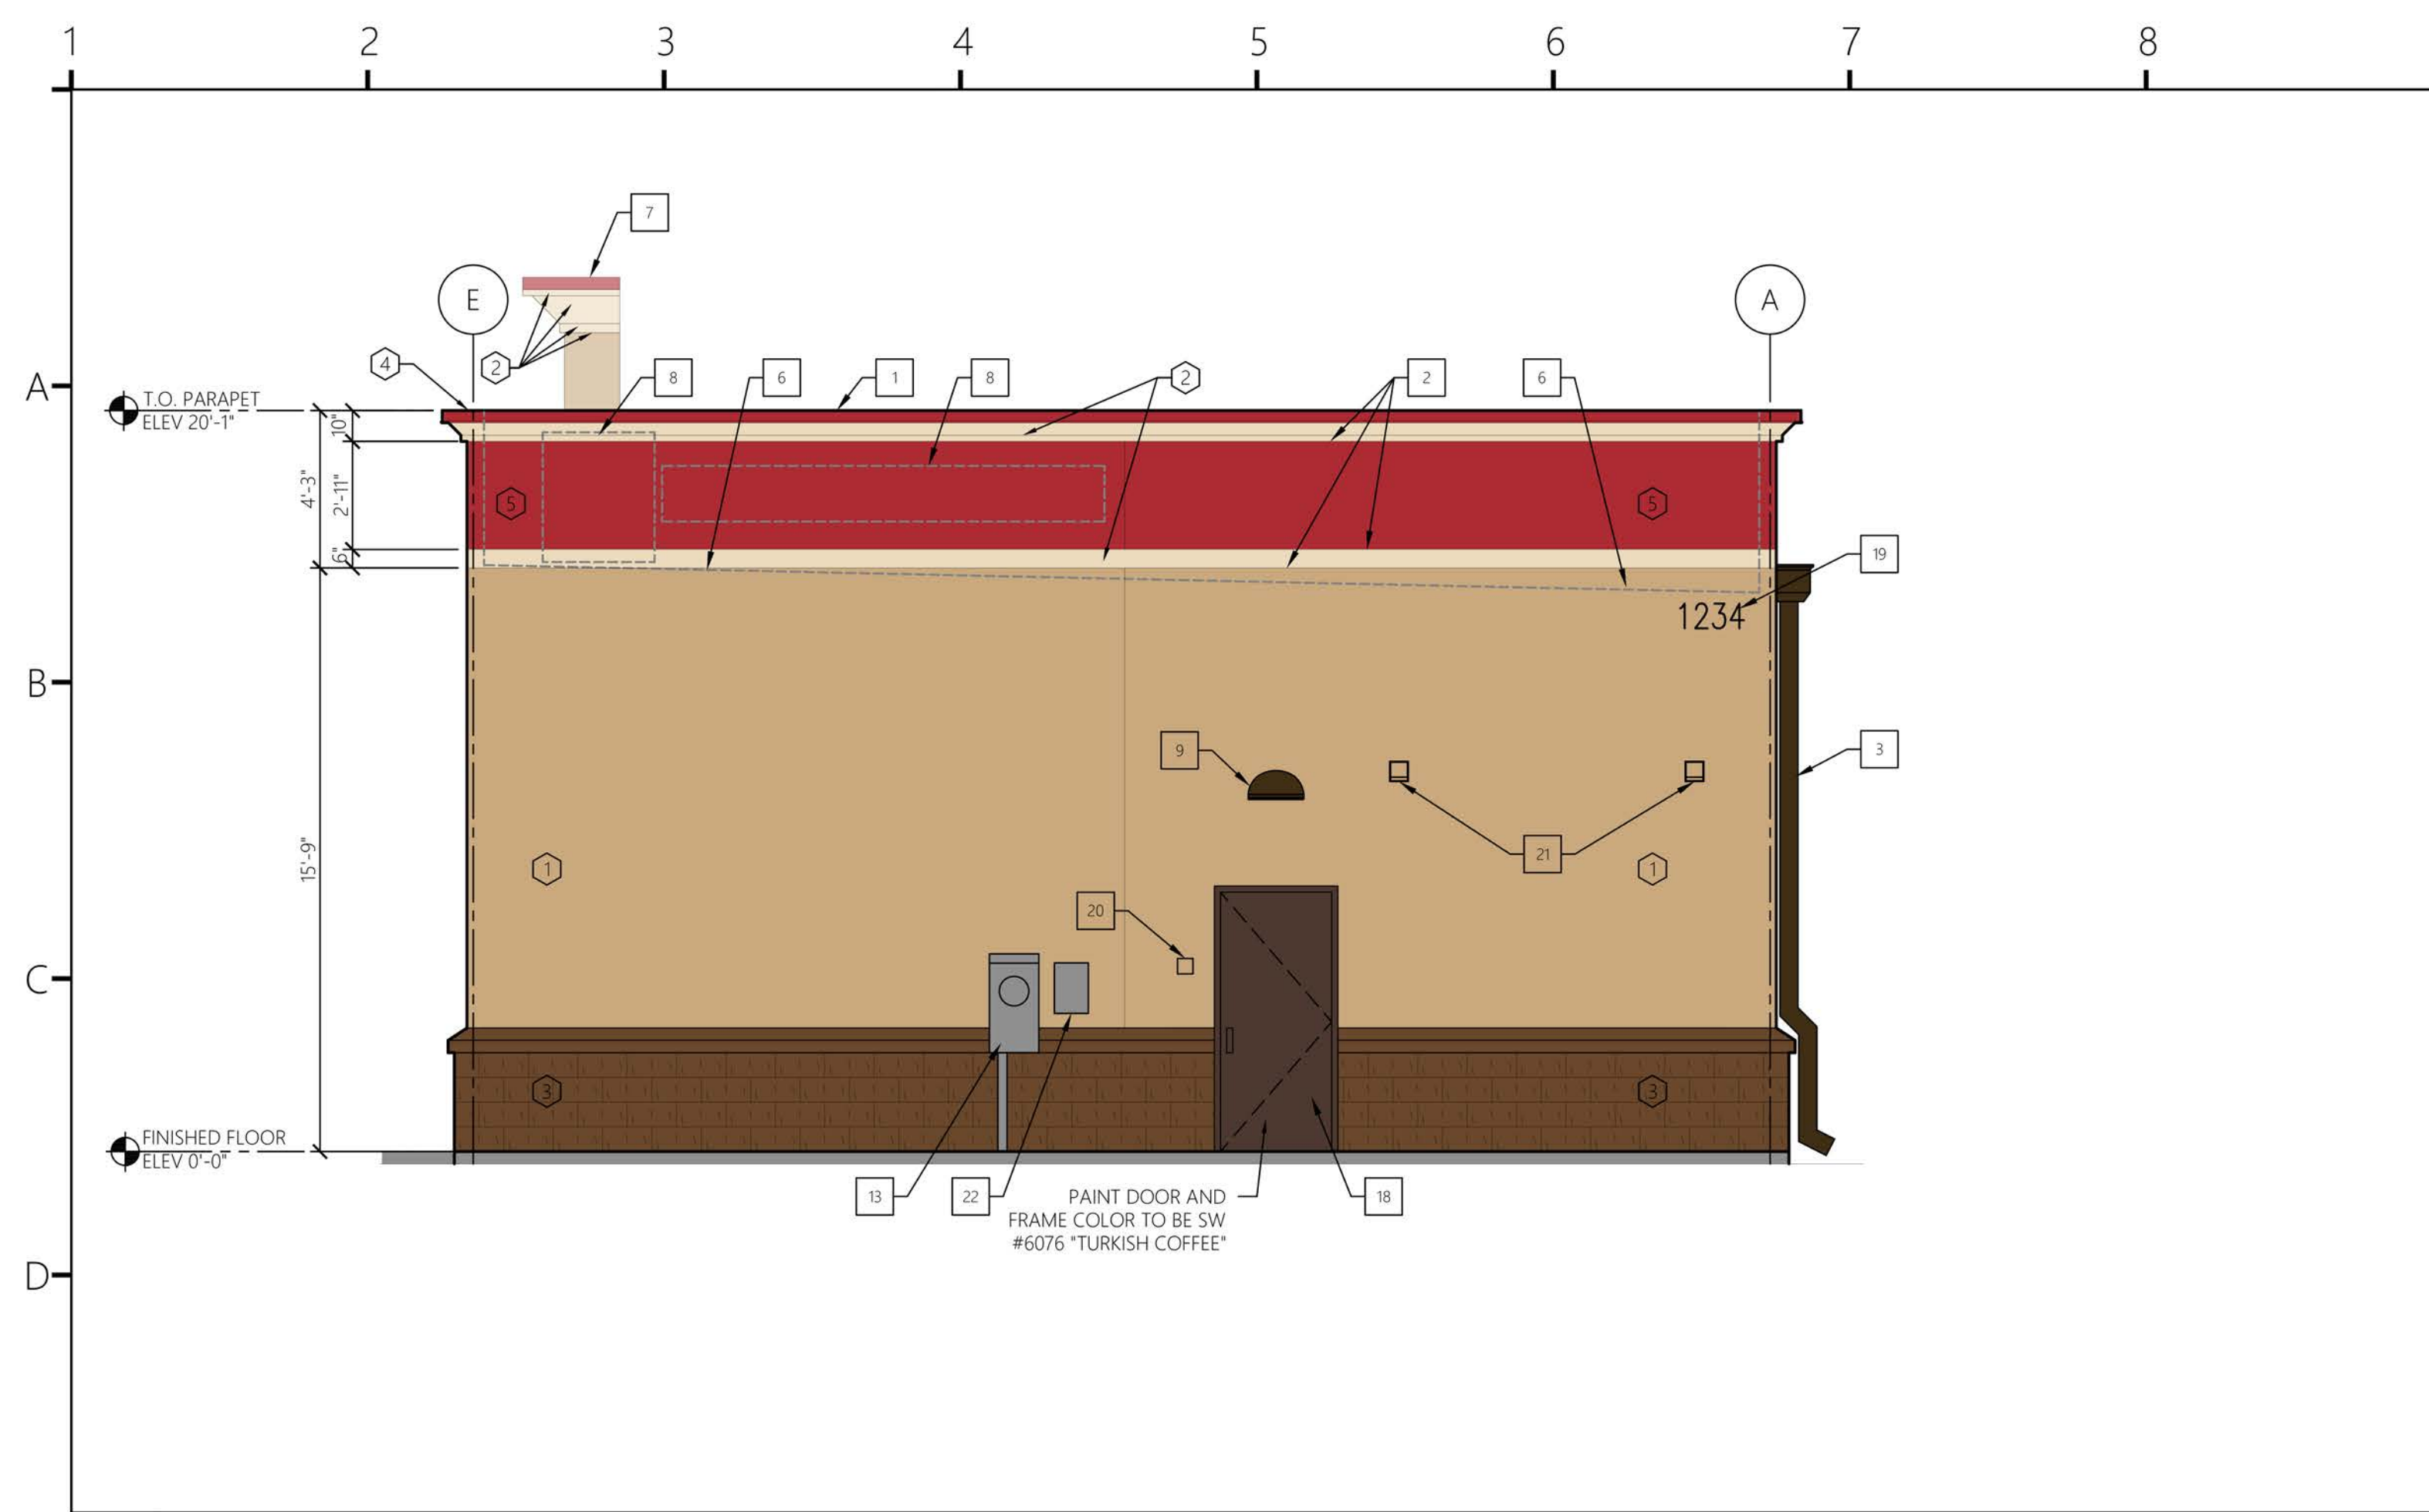 1 2 3 4 5 6 7 8
7
E A
4 2 8 6 1 8 2 2 6
A
T.O. PARAPET
ELEV 20'-1"
10"
4'-3"
2'-11"
6"
5 5
19
1234
B
9
3
21
15'-9"
1 1
20
C
3 3
FINISHED FLOOR
ELEV 0'-0"
13 22 18
PAINT DOOR AND
FRAME COLOR TO BE SW
#6076 "TURKISH COFFEE"
D